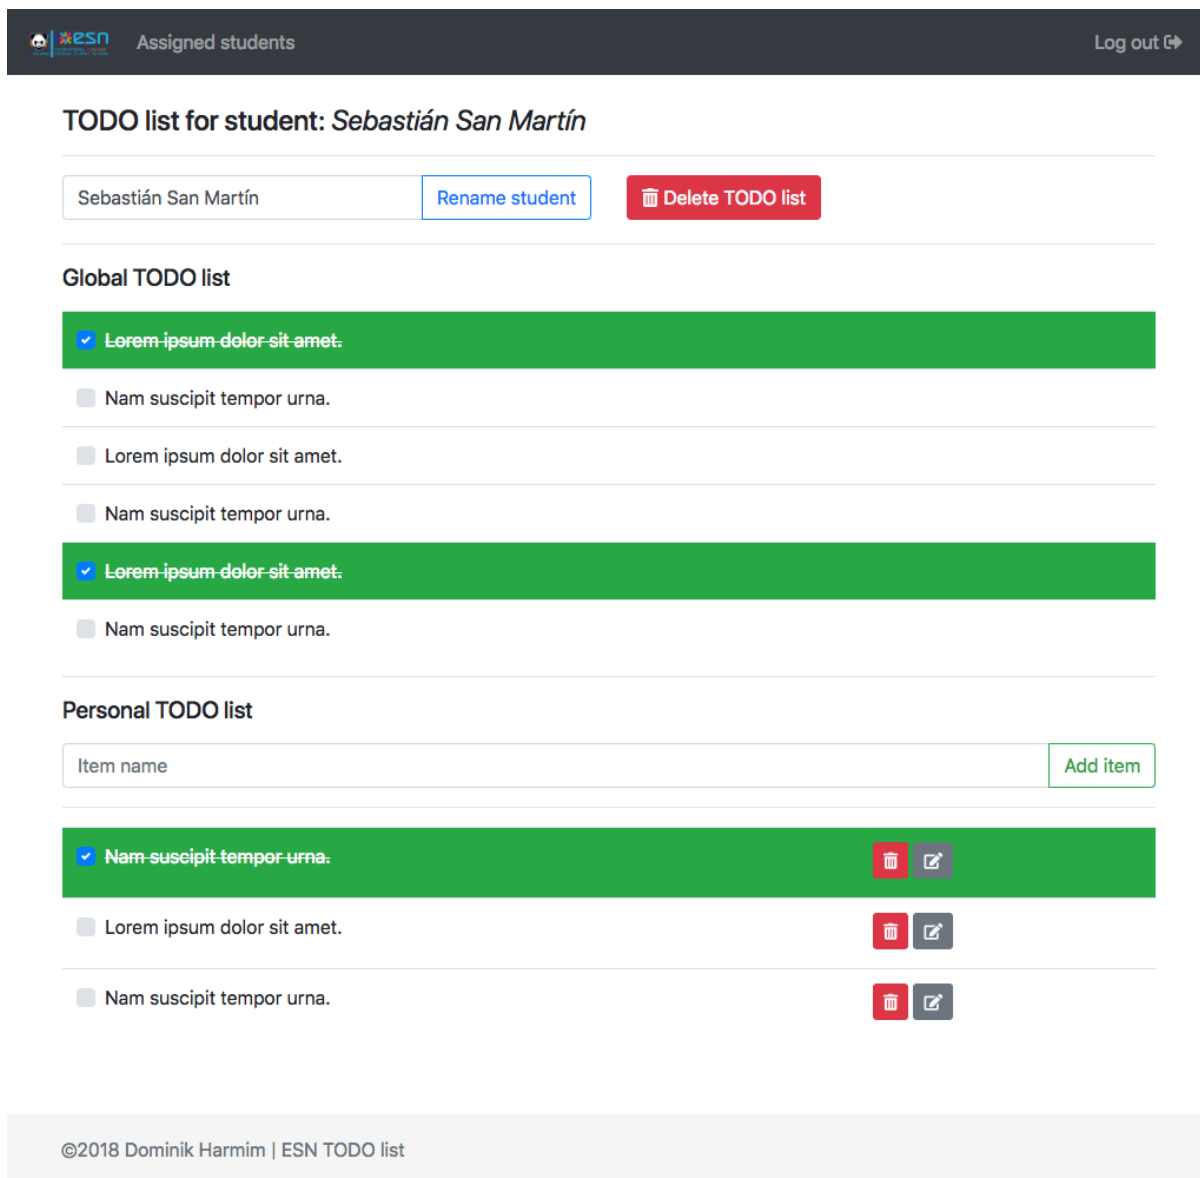 esn Assigned students Log out
TODO list for student: Sebastián San Martín
Sebastián San Martín Rename student Delete TODO list
Global TODO list
Lorem ipsum dolor sit amet.
Nam suscipit tempor urna.
Lorem ipsum dolor sit amet.
Nam suscipit tempor urna.
Lorem ipsum dolor sit amet.
Nam suscipit tempor urna.
Personal TODO list
Item name Add item
Nam suscipit tempor urna.
Lorem ipsum dolor sit amet.
Nam suscipit tempor urna.
©2018 Dominik Harmim | ESN TODO list